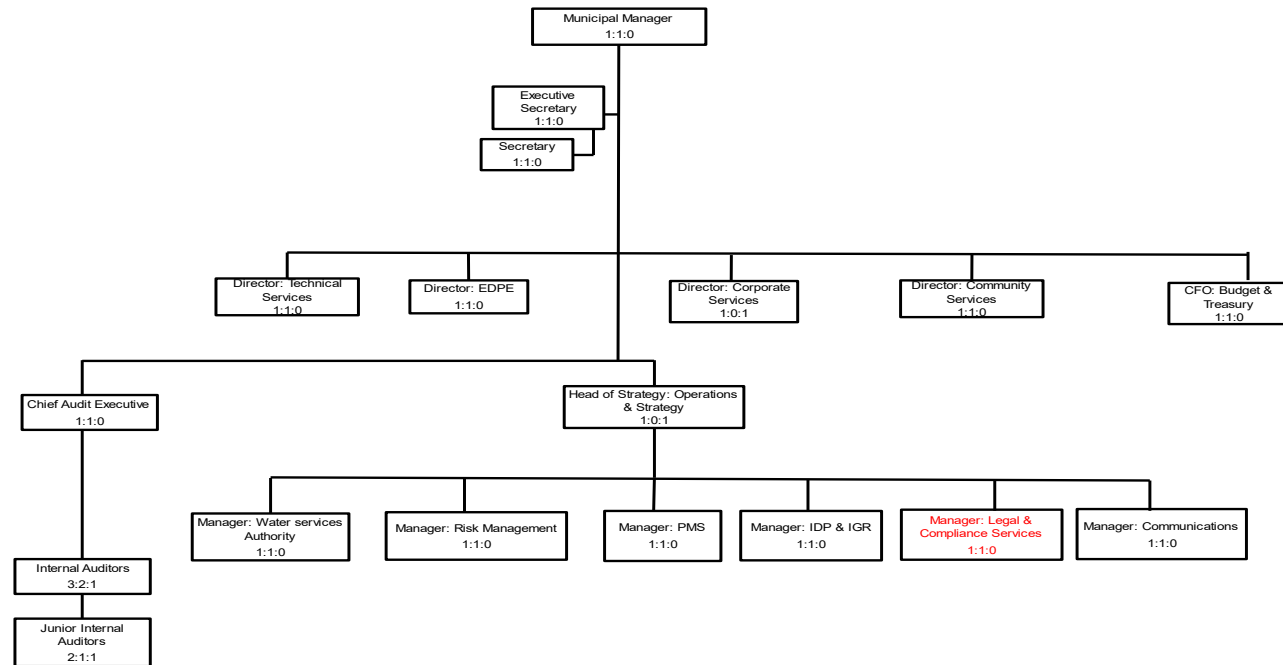 Municipal Manager
1:1:0
Executive
Secretary
1:1:0
Secretary
1:1:0
Director: Technical
Services
1:1:0
Director: EDPE
1:1:0
Director: Corporate
Services
1:0:1
Director: Community
Services
1:1:0
CFO: Budget &
Treasury
1:1:0
Chief Audit Executive
1:1:0
Head of Strategy: Operations
& Strategy
1:0:1
Manager: Water services
Authority
1:1:0
Manager: Risk Management
1:1:0
Manager: PMS
1:1:0
Manager: IDP & IGR
1:1:0
Manager: Legal &
Compliance Services
1:1:0
Manager: Communications
1:1:0
Internal Auditors
3:2:1
Junior Internal
Auditors
2:1:1